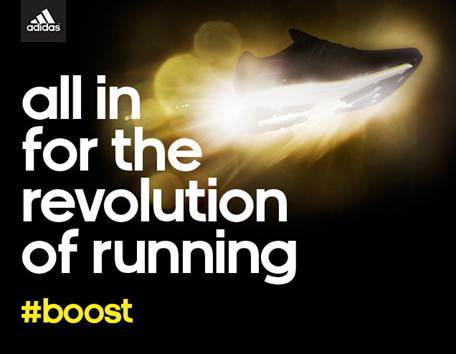 adidas
all in
for the
revolution
of running
#boost